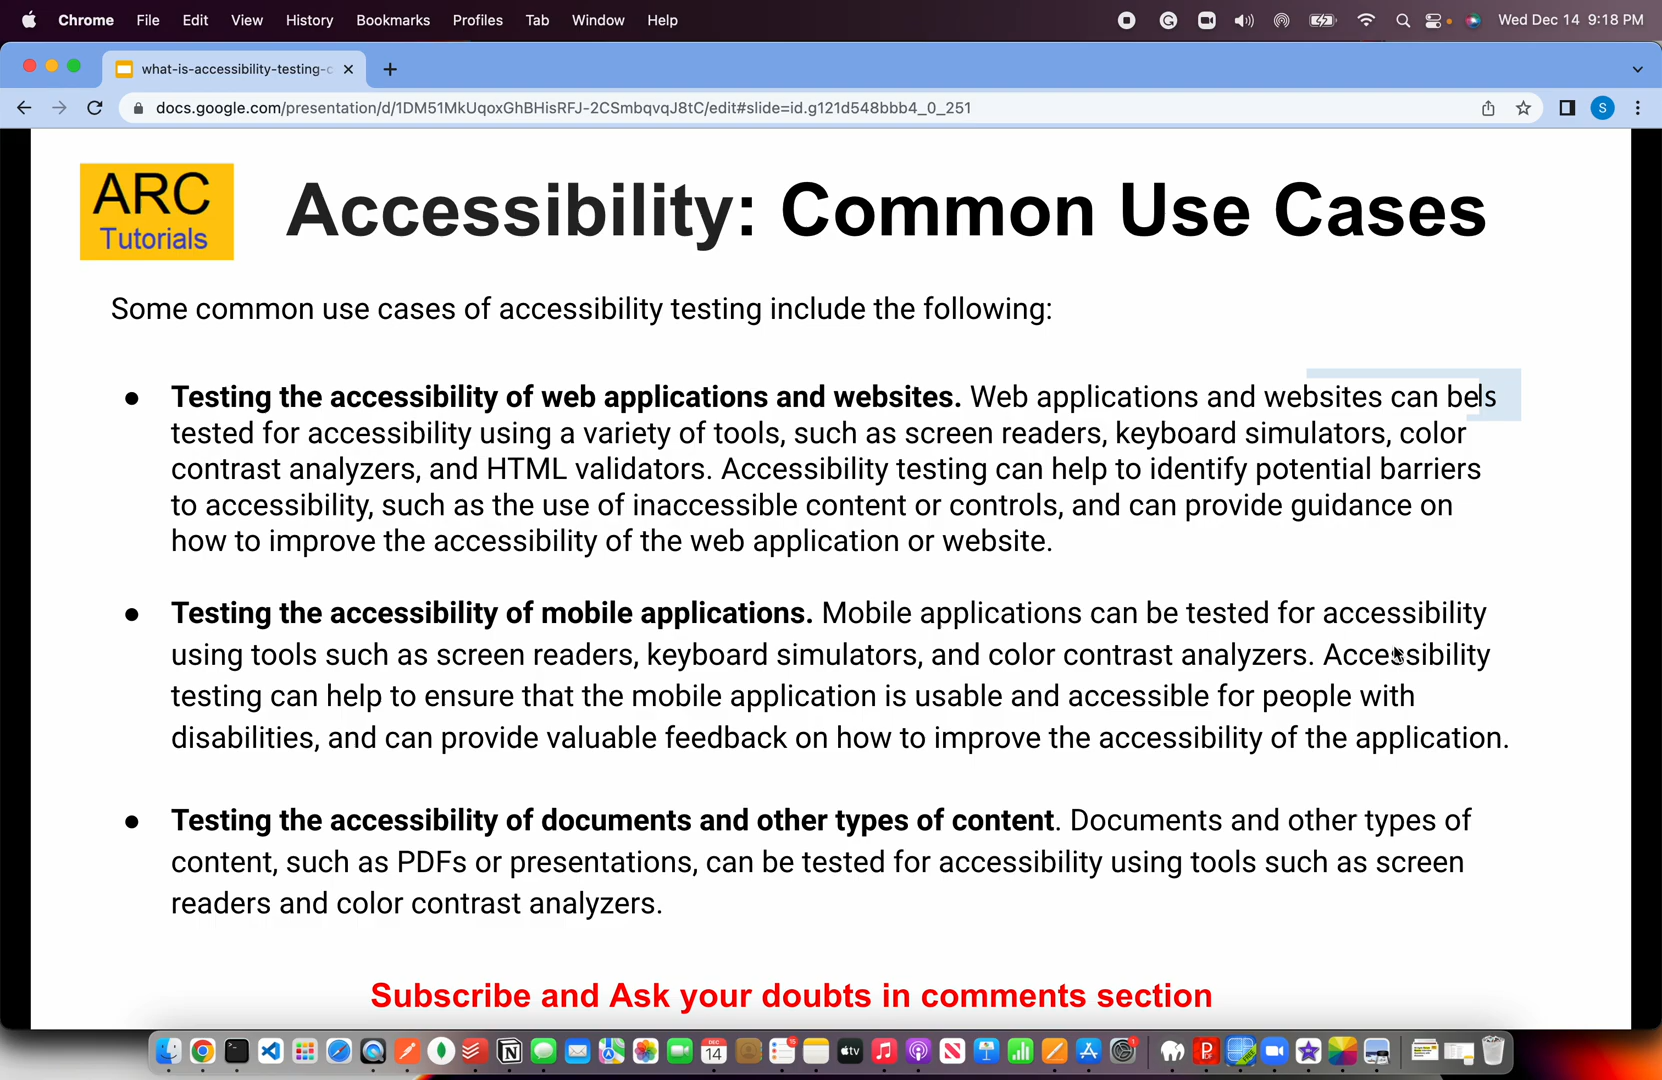 Chrome File Edit View History Bookmarks Profiles Tab Window Help Wed Dec 14 9:18 PM
what-is-accessibility-testing-c
docs.google.com/presentation/d/1DM51MkUqoxGhBHisRFJ-2CSmbqvqJ8tC/edit#slide=id.g121d548bbb4_0_251 S
ARC
Tutorials
Accessibility: Common Use Cases
Some common use cases of accessibility testing include the following:
● Testing the accessibility of web applications and websites. Web applications and websites can be
tested for accessibility using a variety of tools, such as screen readers, keyboard simulators, color
contrast analyzers, and HTML validators. Accessibility testing can help to identify potential barriers
to accessibility, such as the use of inaccessible content or controls, and can provide guidance on
how to improve the accessibility of the web application or website.
● Testing the accessibility of mobile applications. Mobile applications can be tested for accessibility
using tools such as screen readers, keyboard simulators, and color contrast analyzers. Accessibility
testing can help to ensure that the mobile application is usable and accessible for people with
disabilities, and can provide valuable feedback on how to improve the accessibility of the application.
● Testing the accessibility of documents and other types of content. Documents and other types of
content, such as PDFs or presentations, can be tested for accessibility using tools such as screen
readers and color contrast analyzers.
Subscribe and Ask your doubts in comments section
DEC
14
tv